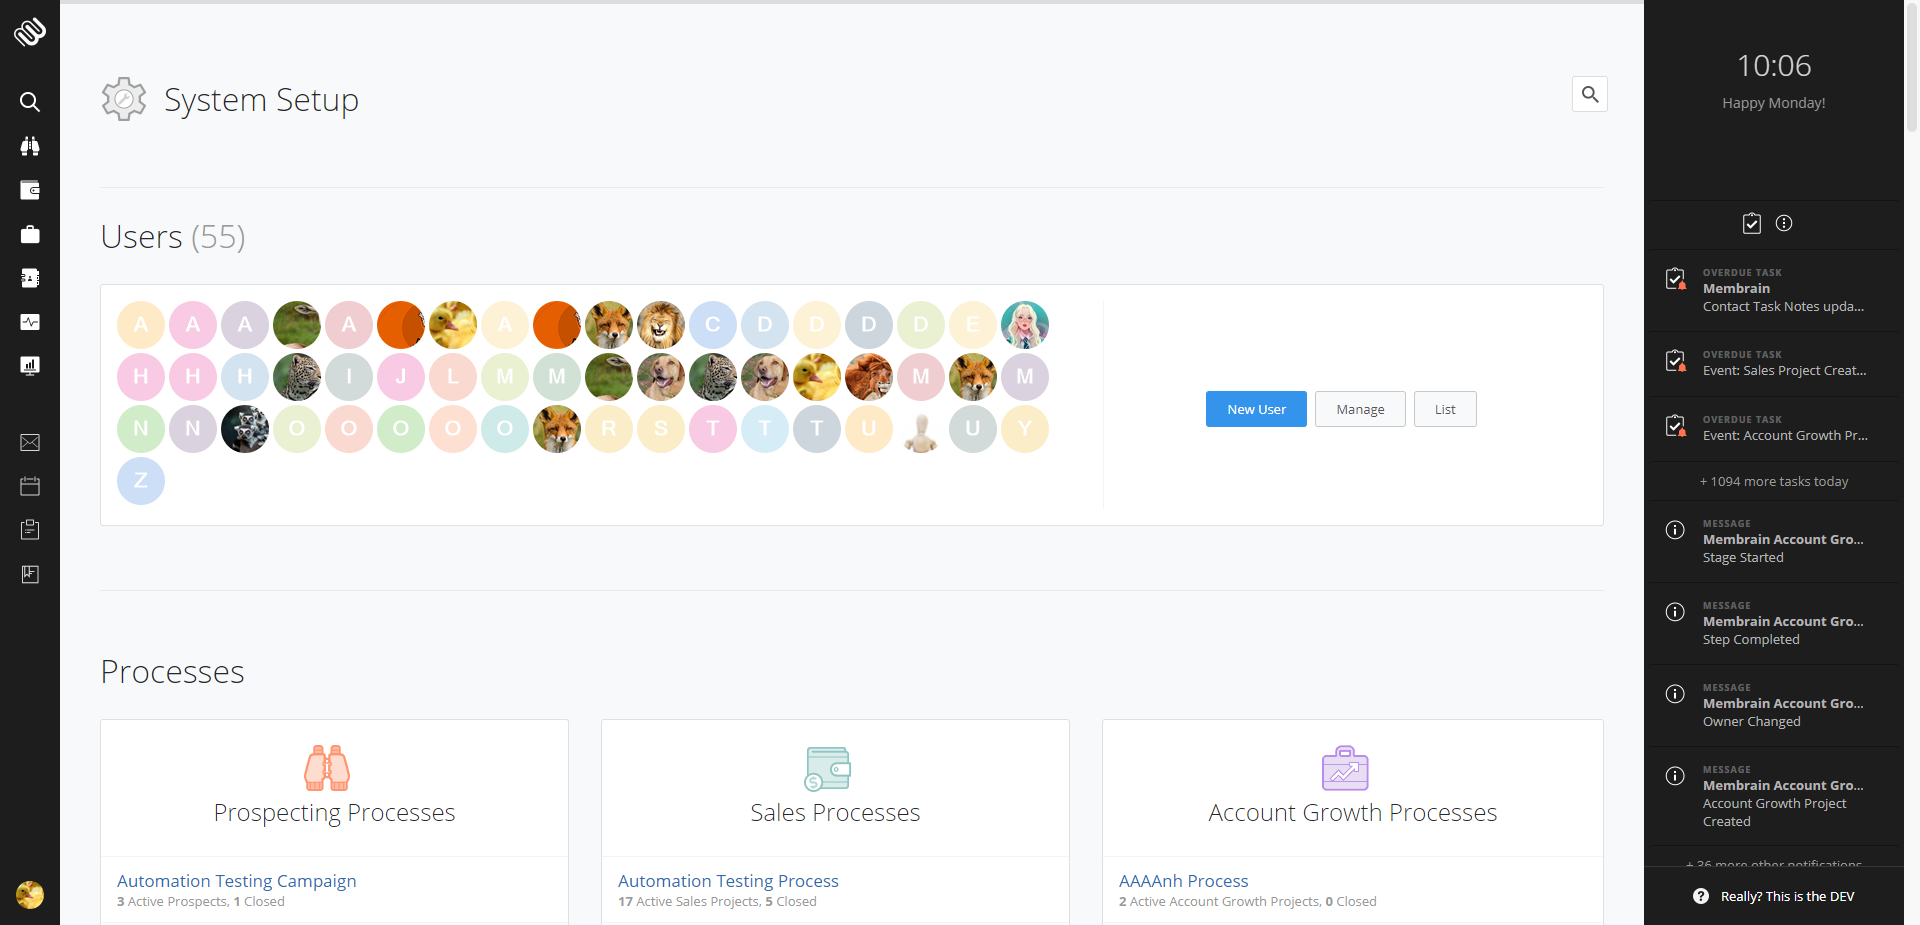 System Setup
Users (55)
A A A A A C D D D D E
H H H I J L M M M M
N N O O O O O R S T T T U U Y
Z
New User
Manage
List
Processes
Prospecting Processes
Automation Testing Campaign
3 Active Prospects, 1 Closed
Sales Processes
Automation Testing Process
17 Active Sales Projects, 5 Closed
Account Growth Processes
AAAAnh Process
2 Active Account Growth Projects, 0 Closed
10:06
Happy Monday!
OVERDUE TASK
Membrain
Contact Task Notes upda...
OVERDUE TASK
Event: Sales Project Creat...
OVERDUE TASK
Event: Account Growth Pr...
+ 1094 more tasks today
MESSAGE
Membrain Account Gro...
Stage Started
MESSAGE
Membrain Account Gro...
Step Completed
MESSAGE
Membrain Account Gro...
Owner Changed
MESSAGE
Membrain Account Gro...
Account Growth Project
Created
+ 36 more other notifications
Really? This is the DEV